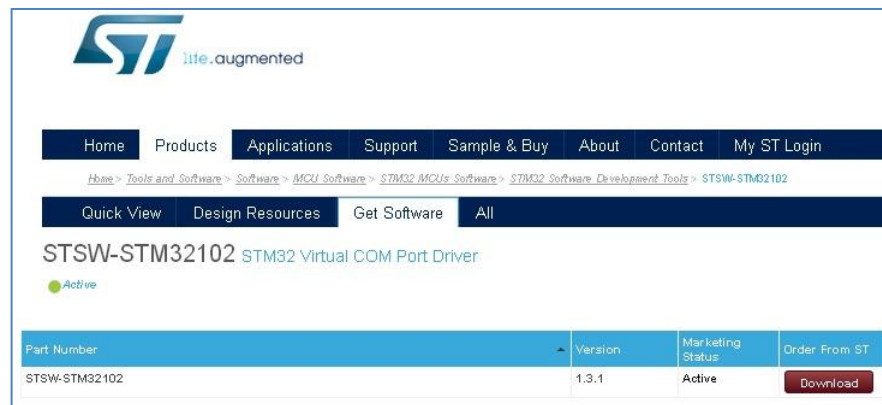 ST life.augmented
Home Products Applications Support Sample & Buy About Contact My ST Login
Home > Tools and Software > Software > MCU Software > STM32 MCUs Software > STM32 Software Development Tools > STSW-STM32102
Quick View Design Resources Get Software All
STSW-STM32102 STM32 Virtual COM Port Driver
Active
Part Number Version Marketing Status Order From ST
STSW-STM32102 1.3.1 Active Download